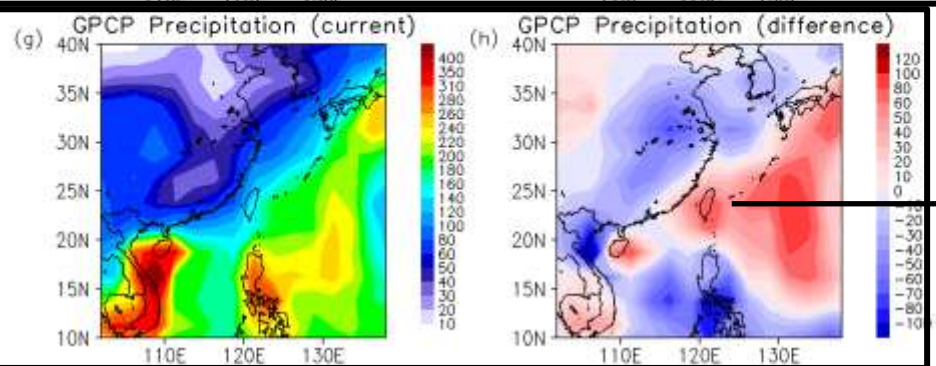 (g) GPCP Precipitation (current)
40N
35N
30N
25N
20N
15N
10N
110E 120E 130E
400
350
310
280
260
240
220
200
180
160
140
120
100
80
60
50
40
30
20
10
(h) GPCP Precipitation (difference)
40N
35N
30N
25N
20N
15N
10N
110E 120E 130E
120
100
80
60
50
40
30
20
10
0
-10
-20
-30
-40
-50
-60
-70
-80
-90